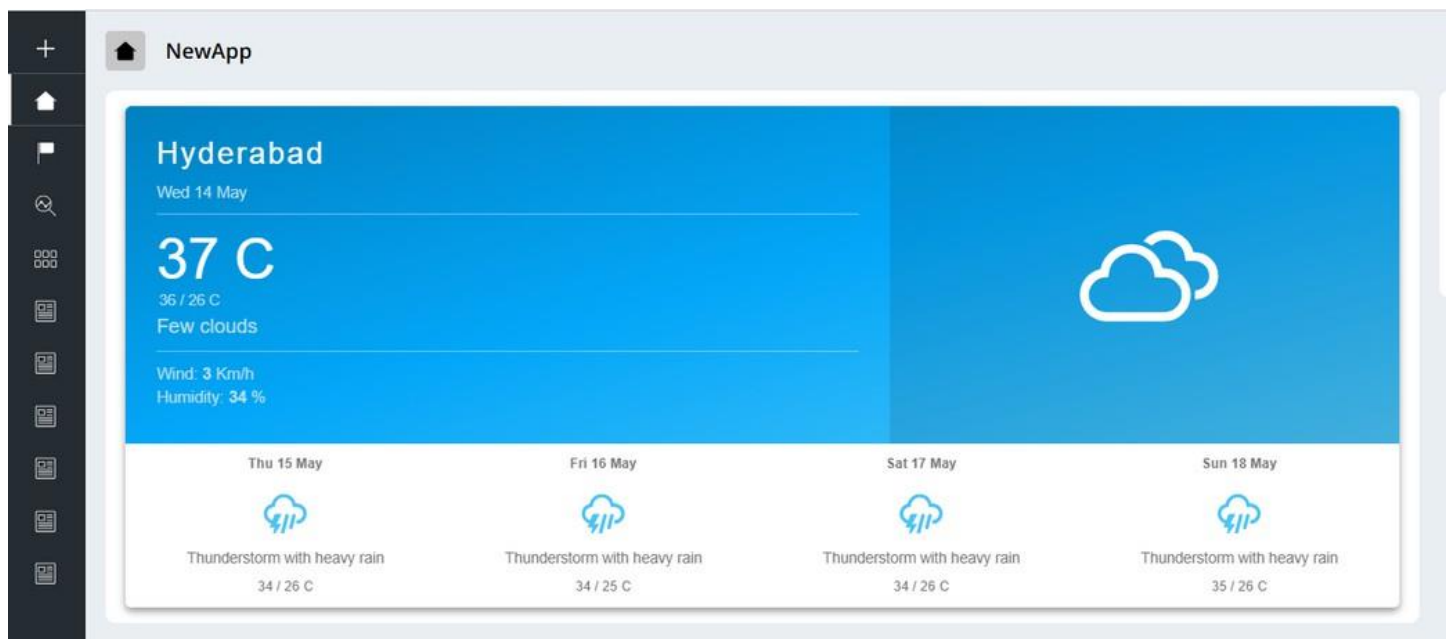 NewApp
Hyderabad
Wed 14 May
37 C
36 / 26 C
Few clouds
Wind: 3 Km/h
Humidity: 34 %
Thu 15 May
Fri 16 May
Sat 17 May
Sun 18 May
Thunderstorm with heavy rain
Thunderstorm with heavy rain
Thunderstorm with heavy rain
Thunderstorm with heavy rain
34 / 26 C
34 / 25 C
34 / 26 C
35 / 26 C